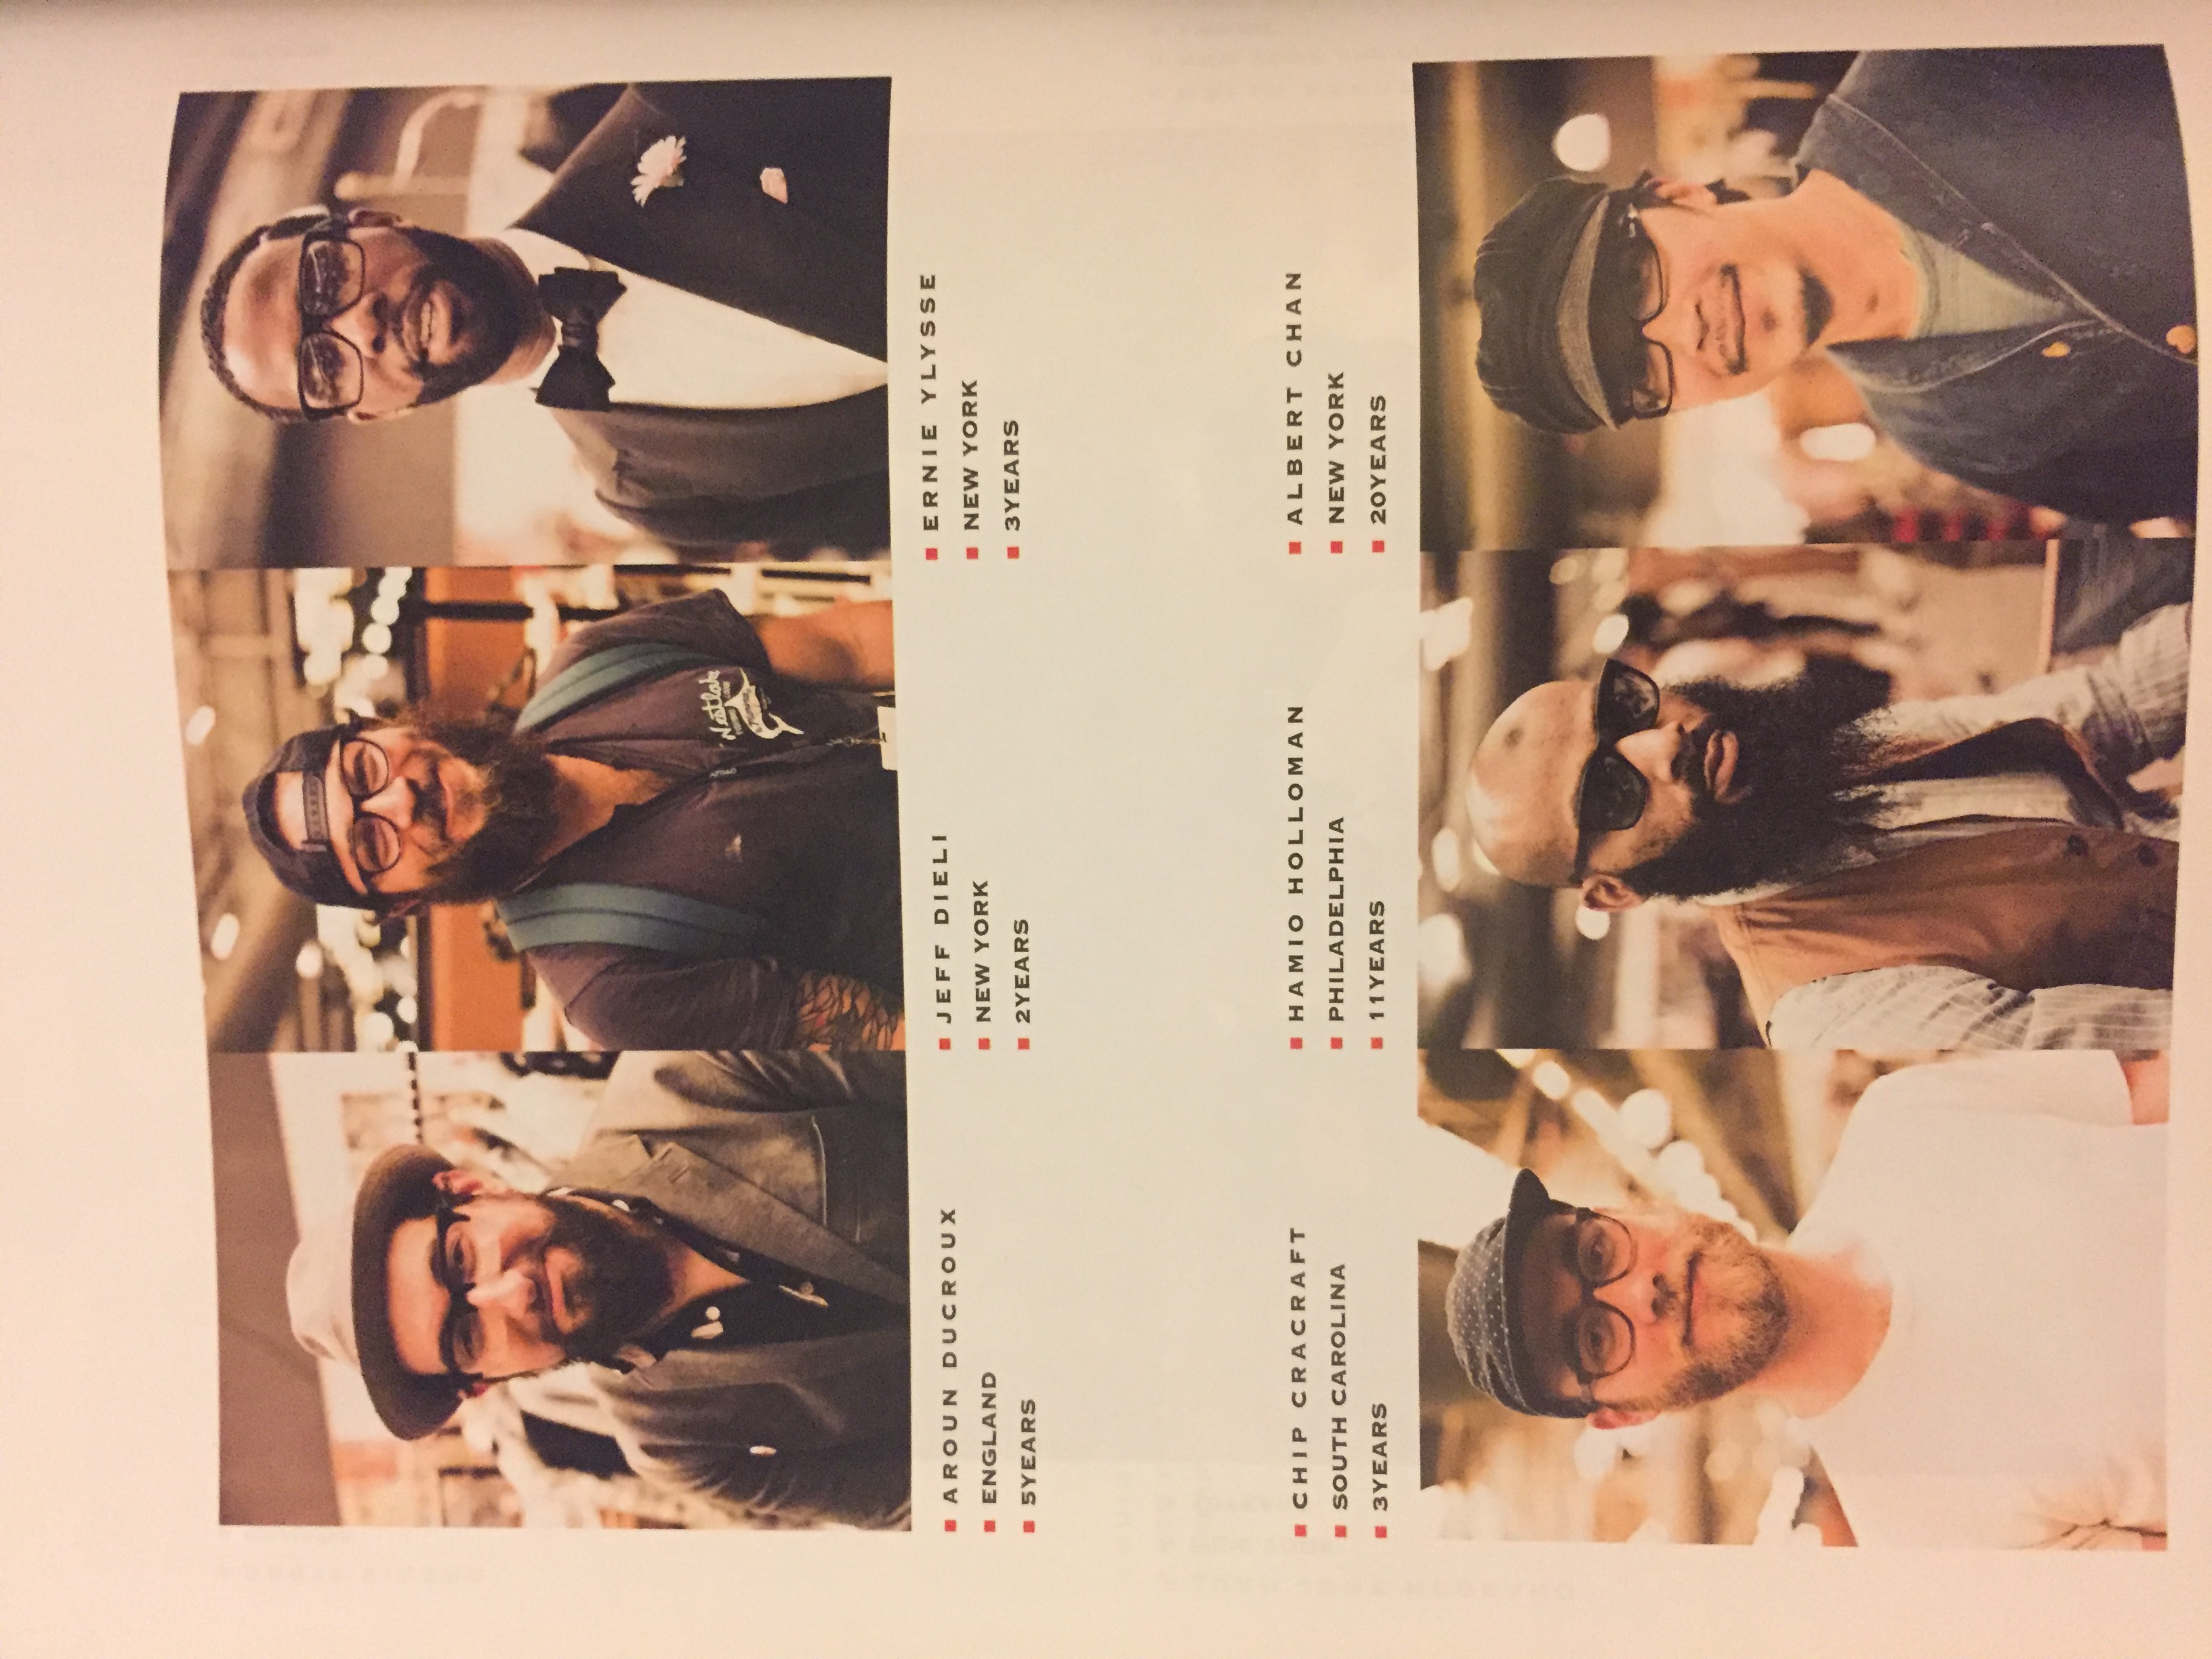 Westlake
AROUN DUCROUX
ENGLAND
5YEARS
JEFF DIELI
NEW YORK
2YEARS
ERNIE YLYSSE
NEW YORK
3YEARS
CHIP CRACRAFT
SOUTH CAROLINA
3YEARS
HAMIO HOLLOMAN
PHILADELPHIA
11YEARS
ALBERT CHAN
NEW YORK
20YEARS